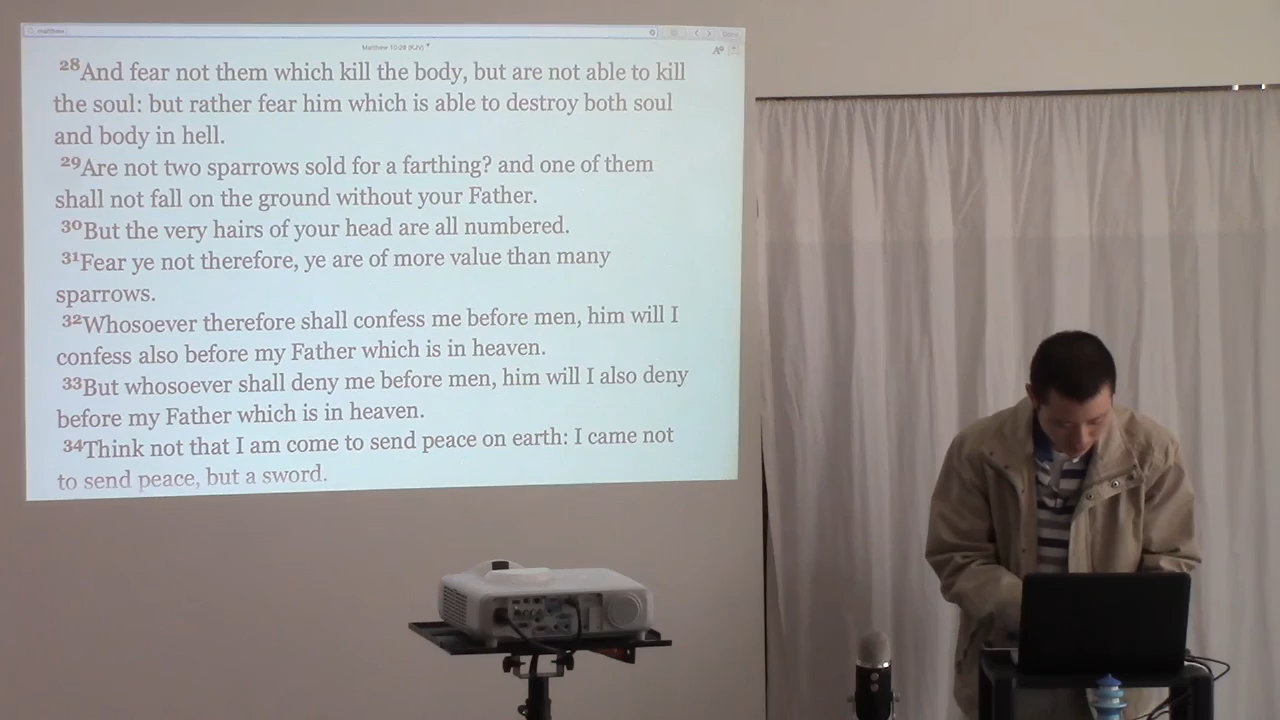 matthew
Matthew 10:28 (KJV)
28And fear not them which kill the body, but are not able to kill
the soul: but rather fear him which is able to destroy both soul
and body in hell.
29Are not two sparrows sold for a farthing? and one of them
shall not fall on the ground without your Father.
30But the very hairs of your head are all numbered.
31Fear ye not therefore, ye are of more value than many
sparrows.
32Whosoever therefore shall confess me before men, him will I
confess also before my Father which is in heaven.
33But whosoever shall deny me before men, him will I also deny
before my Father which is in heaven.
34Think not that I am come to send peace on earth: I came not
to send peace, but a sword.